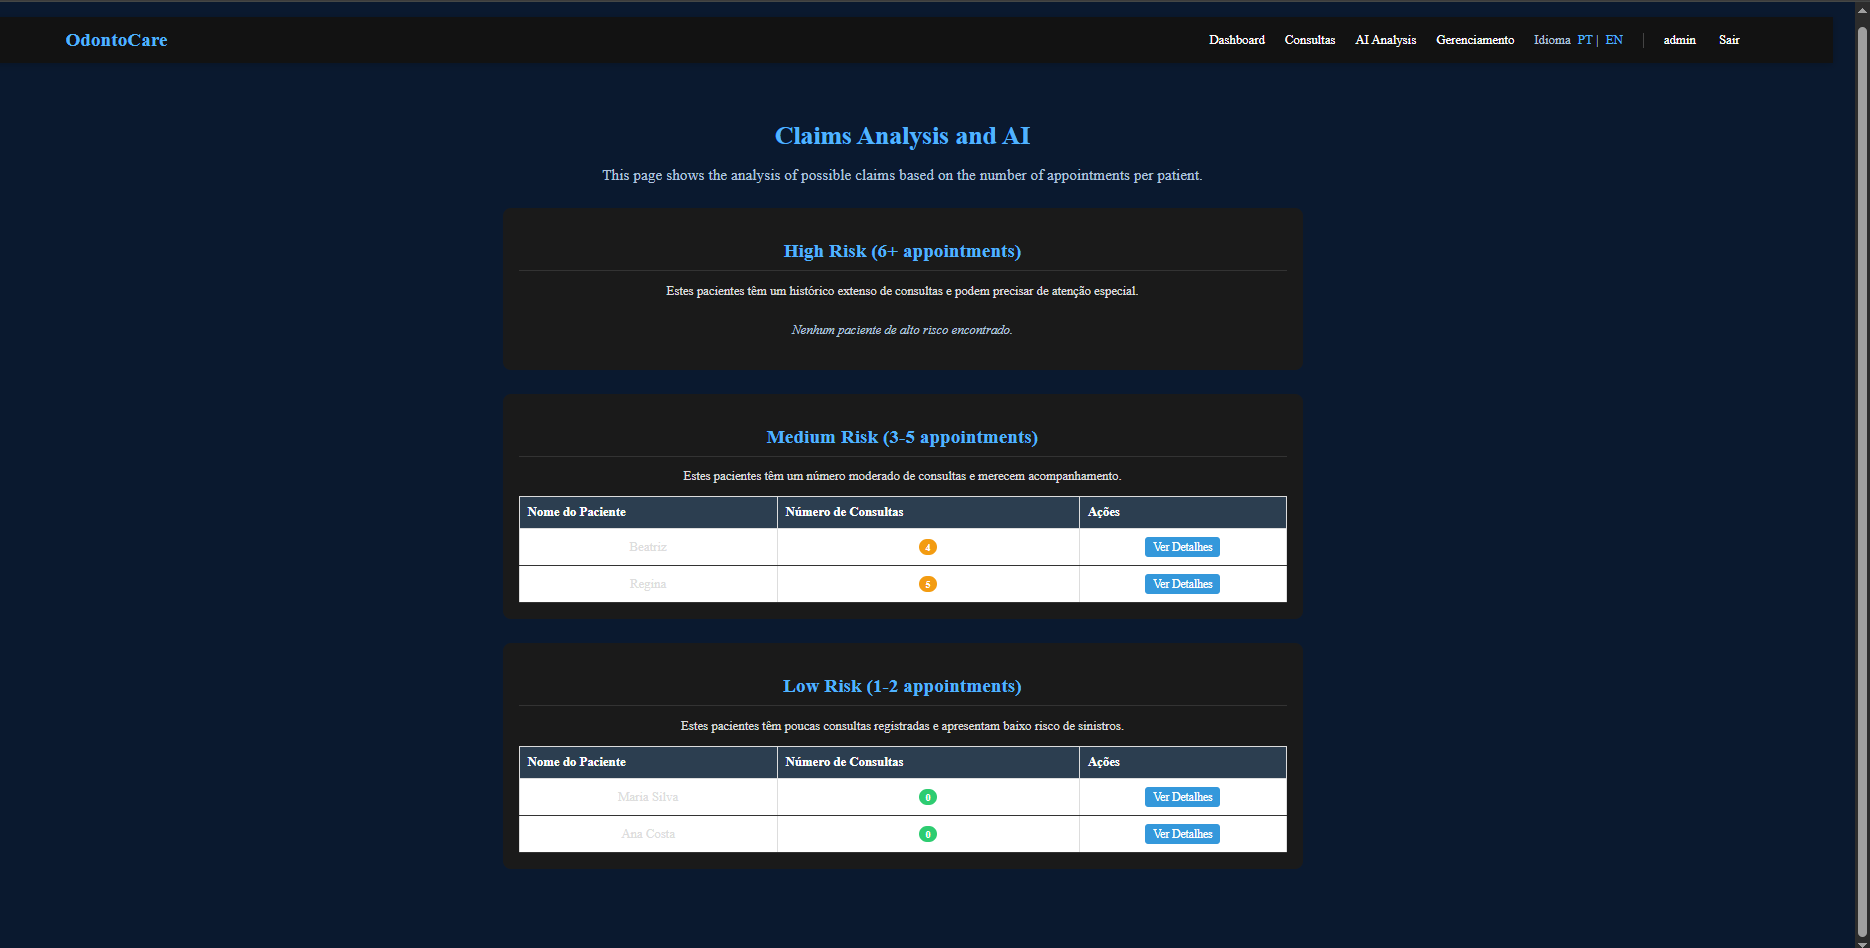 OdontoCare
Dashboard Consultas AI Analysis Gerenciamento Idioma PT | EN | admin Sair
Claims Analysis and AI
This page shows the analysis of possible claims based on the number of appointments per patient.
High Risk (6+ appointments)
Estes pacientes têm um histórico extenso de consultas e podem precisar de atenção especial.
Nenhum paciente de alto risco encontrado.
Medium Risk (3-5 appointments)
Estes pacientes têm um número moderado de consultas e merecem acompanhamento.
Nome do Paciente Número de Consultas Ações
Beatriz 4 Ver Detalhes
Regina 5 Ver Detalhes
Low Risk (1-2 appointments)
Estes pacientes têm poucas consultas registradas e apresentam baixo risco de sinistros.
Nome do Paciente Número de Consultas Ações
Maria Silva 0 Ver Detalhes
Ana Costa 0 Ver Detalhes